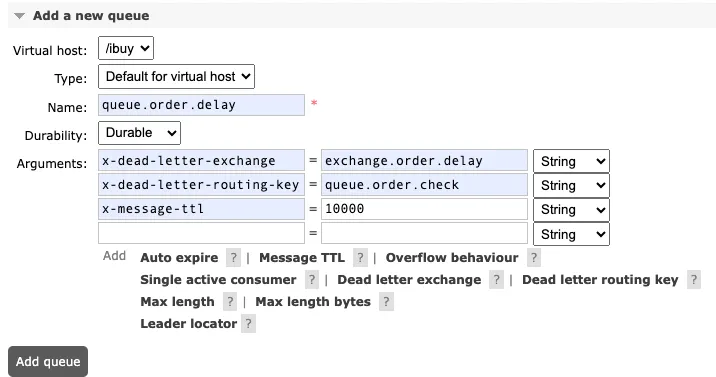 Add a new queue
Virtual host: /ibuy
Type: Default for virtual host
Name: queue.order.delay *
Durability: Durable
Arguments: x-dead-letter-exchange = exchange.order.delay String
x-dead-letter-routing-key = queue.order.check String
x-message-ttl = 10000 String
= String
Add Auto expire ? | Message TTL ? | Overflow behaviour ?
Single active consumer ? | Dead letter exchange ? | Dead letter routing key ?
Max length ? | Max length bytes ?
Leader locator ?
Add queue